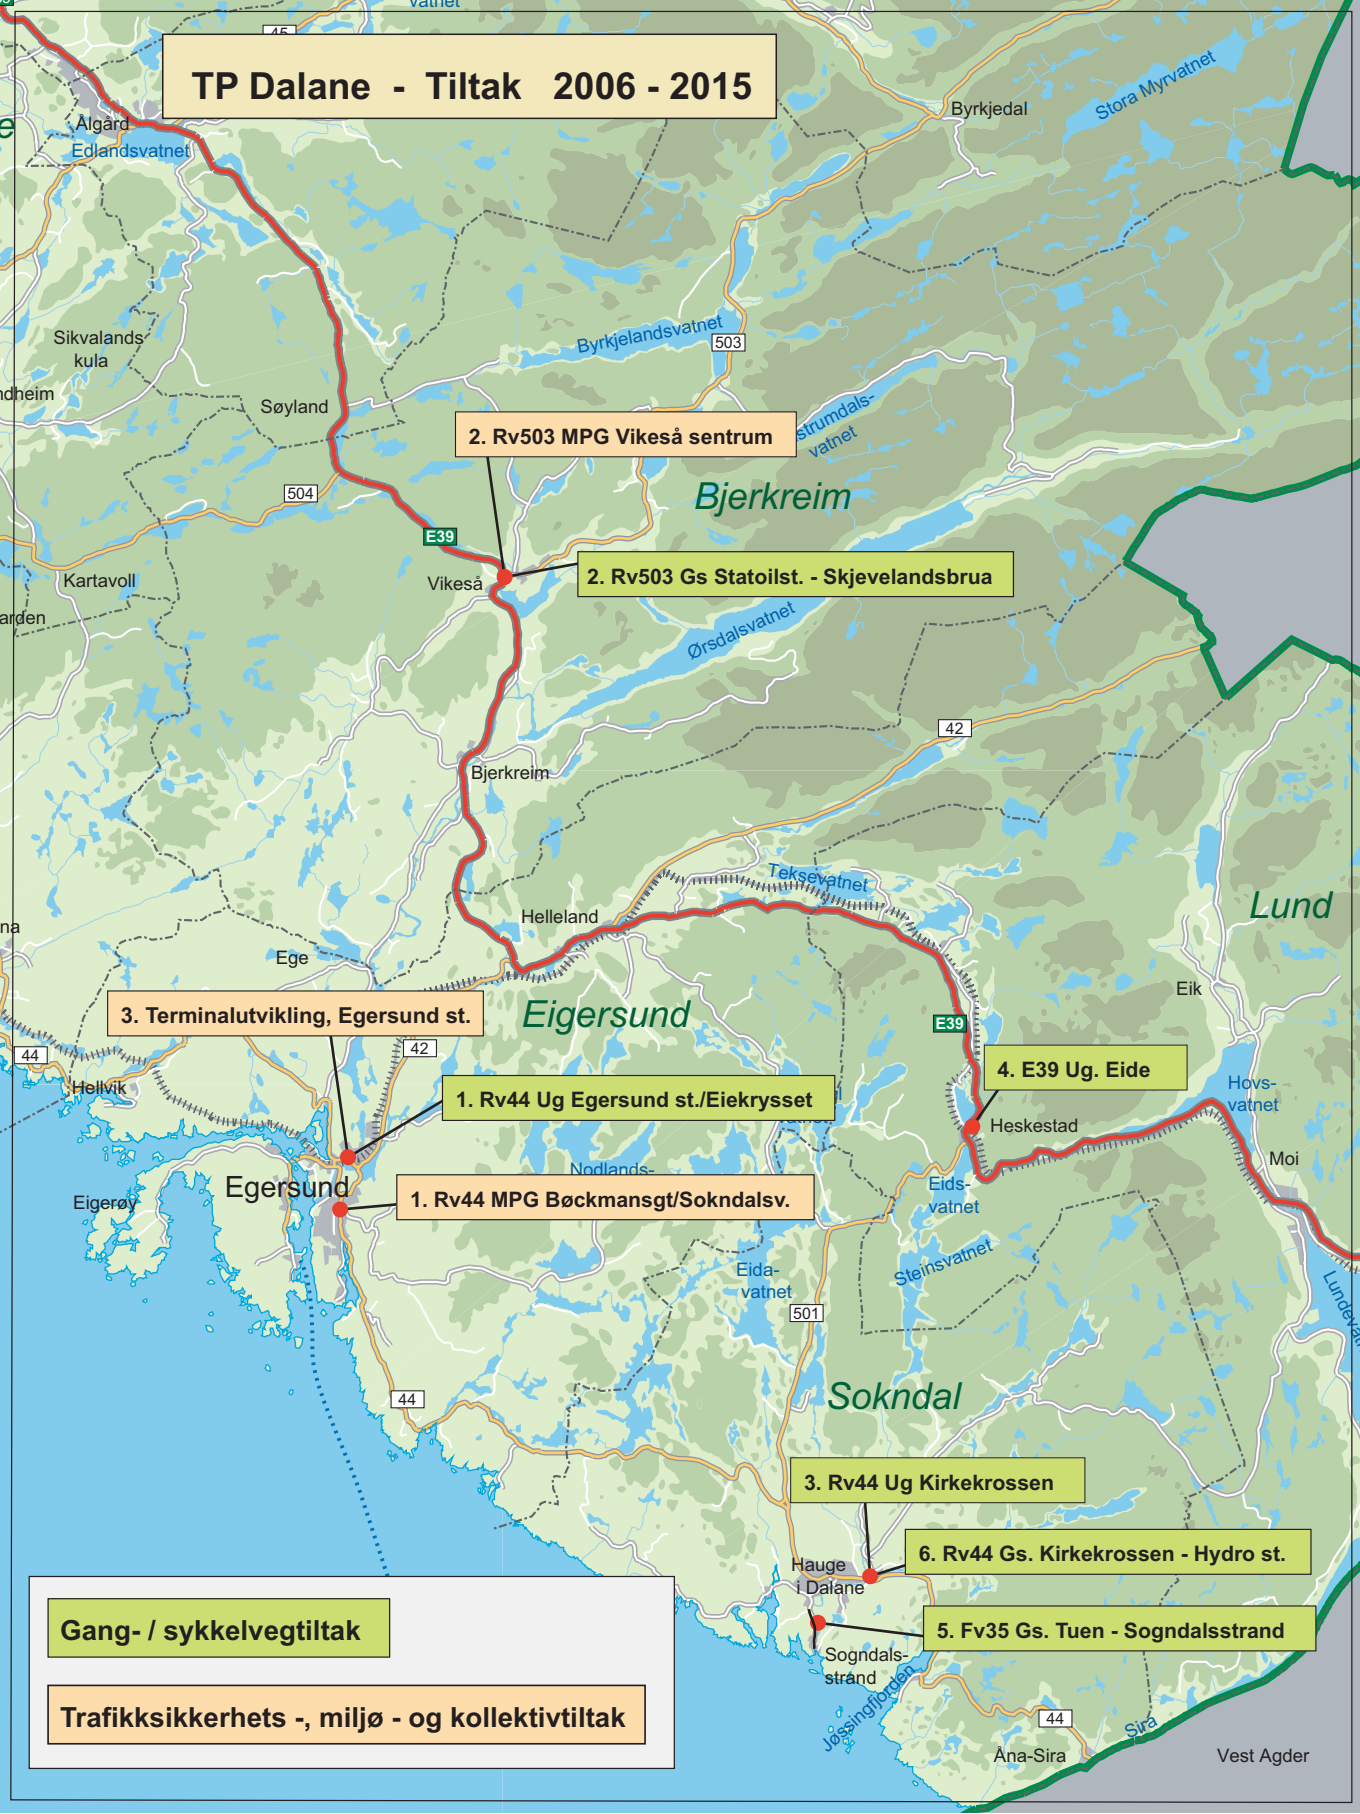 vatnet
45
TP Dalane - Tiltak 2006 - 2015
Byrkjedal
Stora Myrvatnet
Ålgård
Edlandsvatnet
Sikvalands
kula
Byrkjelandsvatnet
503
ndheim
Søyland
2. Rv503 MPG Vikeså sentrum
strumdals-
vatnet
504
Bjerkreim
E39
Kartavoll
Vikeså
2. Rv503 Gs Statoilst. - Skjevelandsbrua
arden
Ørsdalsvatnet
42
Bjerkreim
Teksevatnet
Helleland
Lund
na
Ege
Eik
3. Terminalutvikling, Egersund st.
Eigersund
E39
44
42
4. E39 Ug. Eide
Hellvik
Hovs-
vatnet
1. Rv44 Ug Egersund st./Eiekrysset
Heskestad
Moi
Nodlands-
Egersund
Eigerøy
1. Rv44 MPG Bøckmansgt/Sokndalsv.
Eids-
vatnet
Steinsvatnet
Eida-
vatnet
501
44
Sokndal
3. Rv44 Ug Kirkekrossen
6. Rv44 Gs. Kirkekrossen - Hydro st.
Hauge
i Dalane
5. Fv35 Gs. Tuen - Sogndalsstrand
Sogndals-
strand
Jøssingfjorden
44
Sira
Åna-Sira
Vest Agder
Gang- / sykkelvegtiltak
Trafikksikkerhets -, miljø - og kollektivtiltak